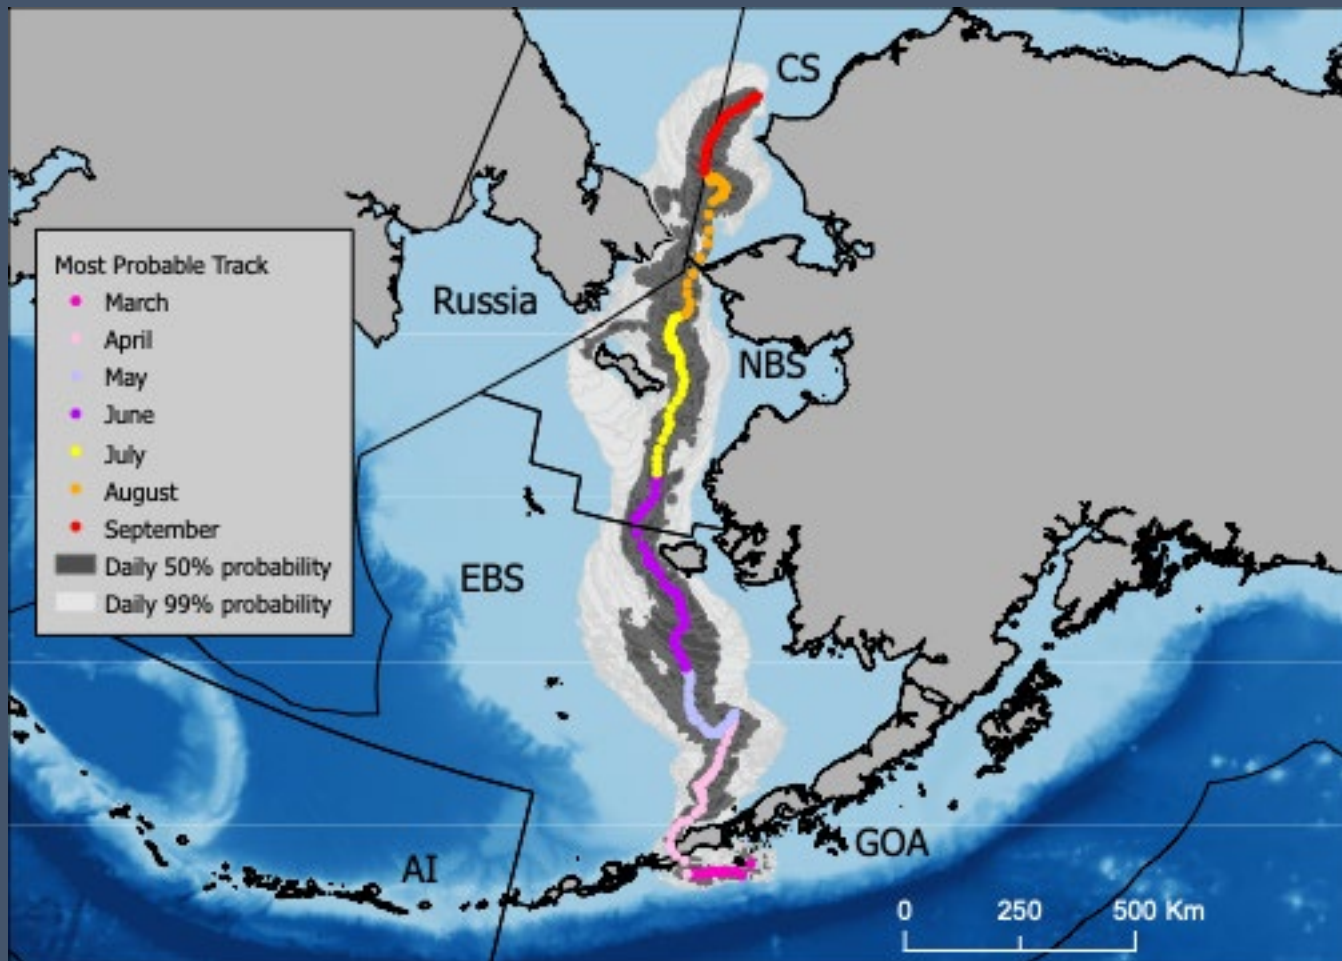 CS
Most Probable Track
March
April
May
June
July
August
September
Daily 50% probability
Daily 99% probability
Russia
NBS
EBS
AI
GOA
0 250 500 Km